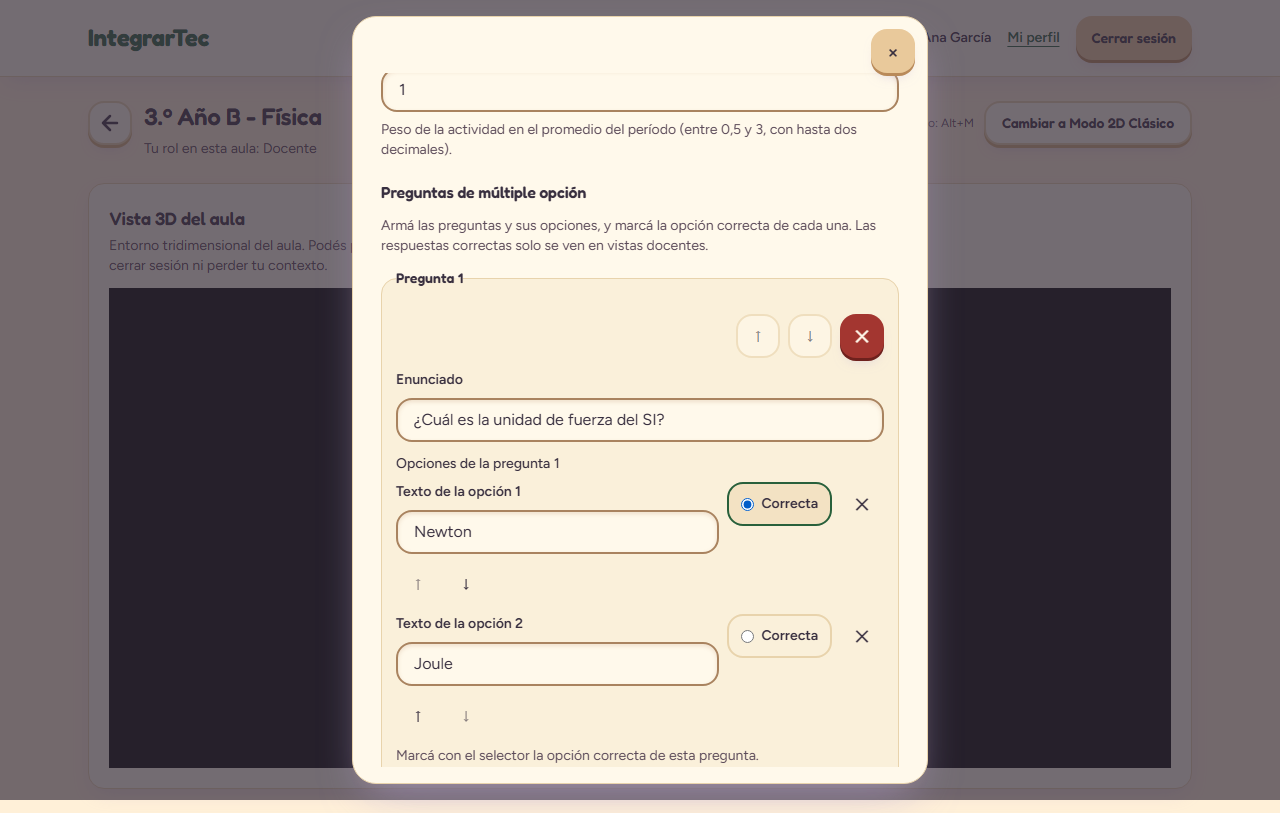 IntegrarTec
Ana García
Mi perfil
Cerrar sesión
×
3.º Año B - Física
Tu rol en esta aula: Docente
Alt+M
Cambiar a Modo 2D Clásico
Vista 3D del aula
Entorno tridimensional del aula. Podés
cerrar sesión ni perder tu contexto.
1
Peso de la actividad en el promedio del período (entre 0,5 y 3, con hasta dos
decimales).
Preguntas de múltiple opción
Armá las preguntas y sus opciones, y marcá la opción correcta de cada una. Las
respuestas correctas solo se ven en vistas docentes.
Pregunta 1
↑ ↓ ×
Enunciado
¿Cuál es la unidad de fuerza del SI?
Opciones de la pregunta 1
Texto de la opción 1
Correcta
Newton
↑ ↓
Texto de la opción 2
Correcta
Joule
↑ ↓
Marcá con el selector la opción correcta de esta pregunta.